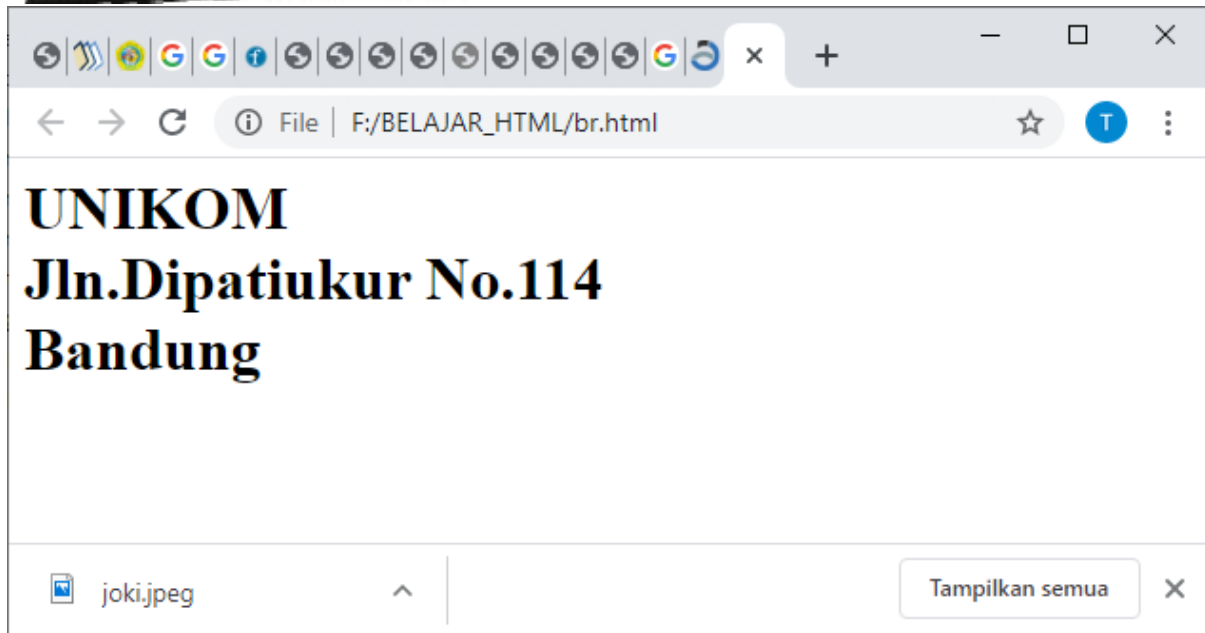 File F:/BELAJAR_HTML/br.html T
UNIKOM
Jln.Dipatiukur No.114
Bandung
joki.jpeg Tampilkan semua